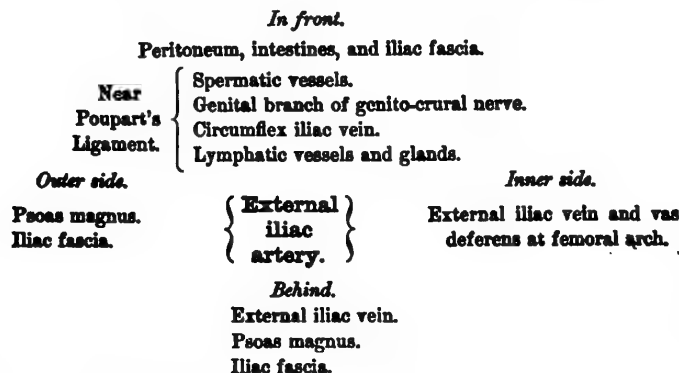 In front.
Peritoneum, intestines, and iliac fascia.
Near
Poupart's
Ligament.
Spermatic vessels.
Genital branch of genito-crural nerve.
Circumflex iliac vein.
Lymphatic vessels and glands.
Outer side.
Psoas magnus.
Iliac fascia.
External
iliac
artery.
Inner side.
External iliac vein and vas
deferens at femoral arch.
Behind.
External iliac vein.
Psoas magnus.
Iliac fascia.